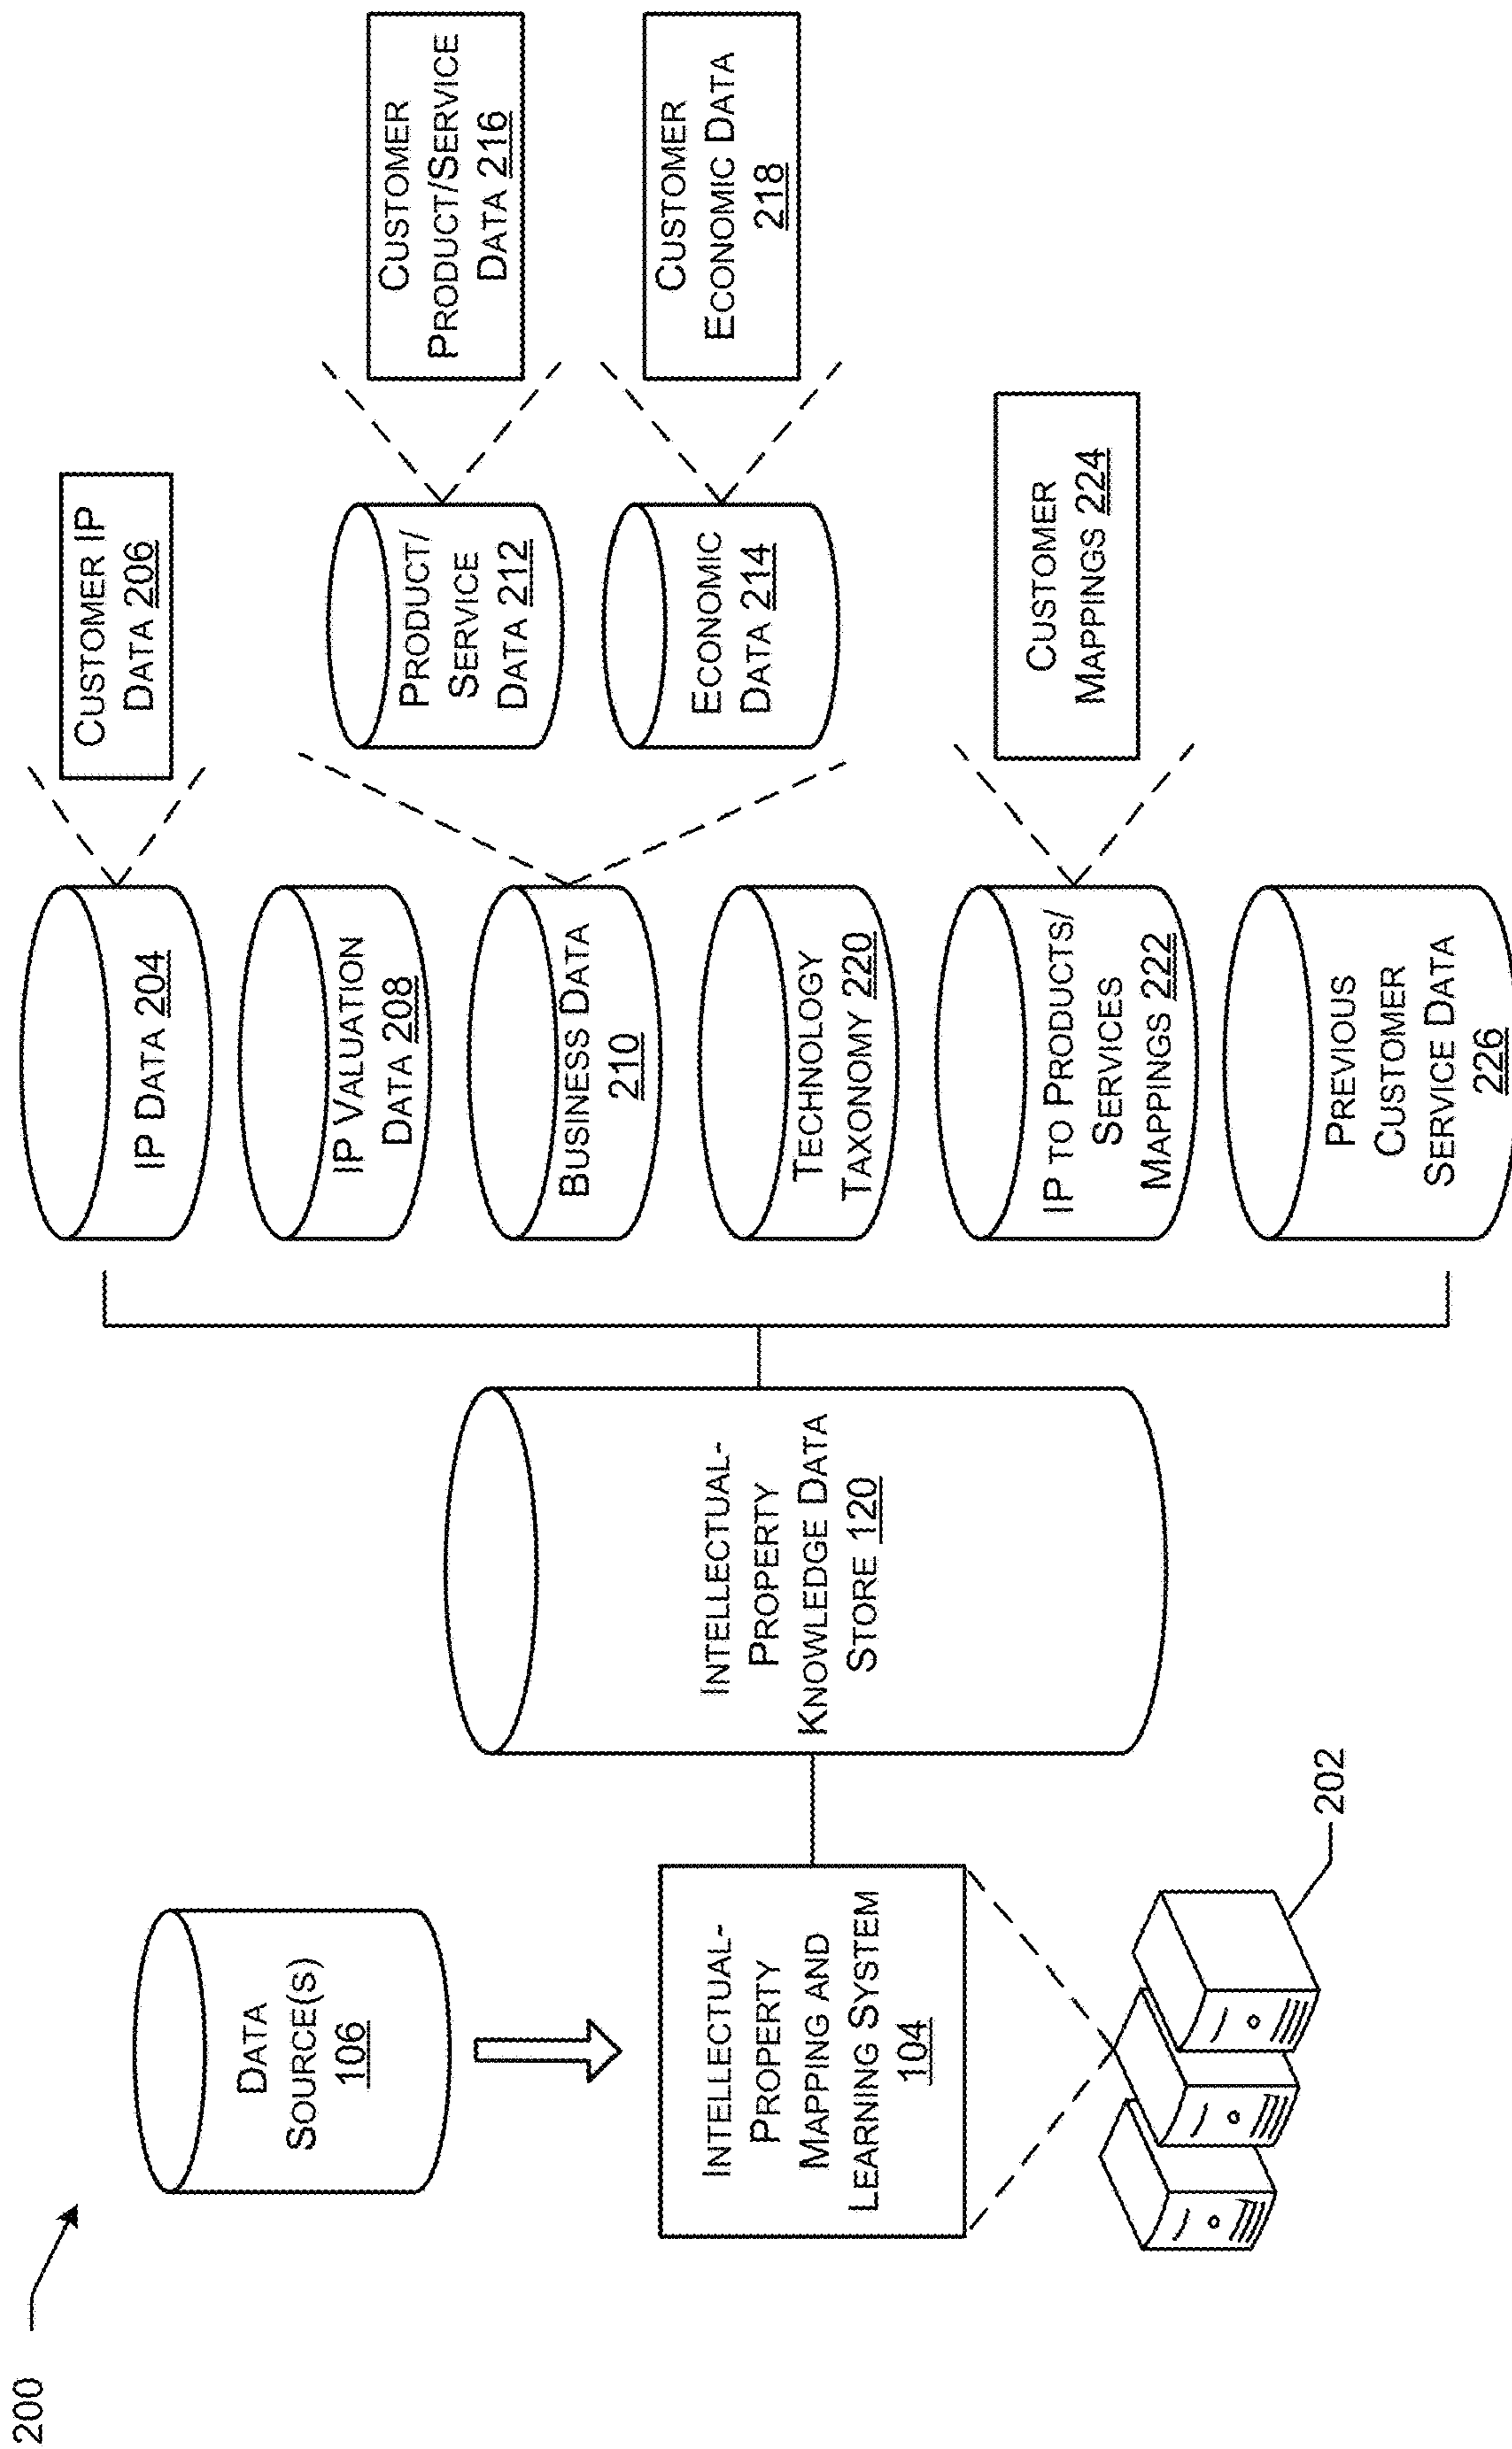 200
DATA
SOURCE(S)
106
INTELLECTUAL-
PROPERTY
MAPPING AND
LEARNING SYSTEM
104
202
INTELLECTUAL-
PROPERTY
KNOWLEDGE DATA
STORE 120
IP DATA 204
IP VALUATION
DATA 208
BUSINESS DATA
210
TECHNOLOGY
TAXONOMY 220
IP TO PRODUCTS/
SERVICES
MAPPINGS 222
PREVIOUS
CUSTOMER
SERVICE DATA
226
CUSTOMER IP
DATA 206
PRODUCT/
SERVICE
DATA 212
ECONOMIC
DATA 214
CUSTOMER
PRODUCT/SERVICE
DATA 216
CUSTOMER
ECONOMIC DATA
218
CUSTOMER
MAPPINGS 224